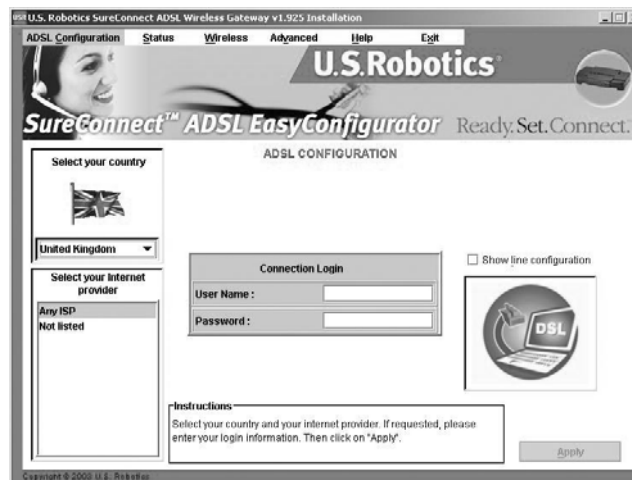 U.S. Robotics SureConnect ADSL Wireless Gateway v1.925 Installation
ADSL Configuration Status Wireless Advanced Help Exit
U.S.Robotics
SureConnect™ ADSL EasyConfigurator Ready. Set. Connect.™
Select your country
ADSL CONFIGURATION
United Kingdom
Select your Internet
provider
Any ISP
Not listed
Connection Login
User Name :
Password :
Show line configuration
DSL
Instructions
Select your country and your internet provider. If requested, please
enter your login information. Then click on "Apply".
Apply
Copyright © 2003 U.S. Robotics